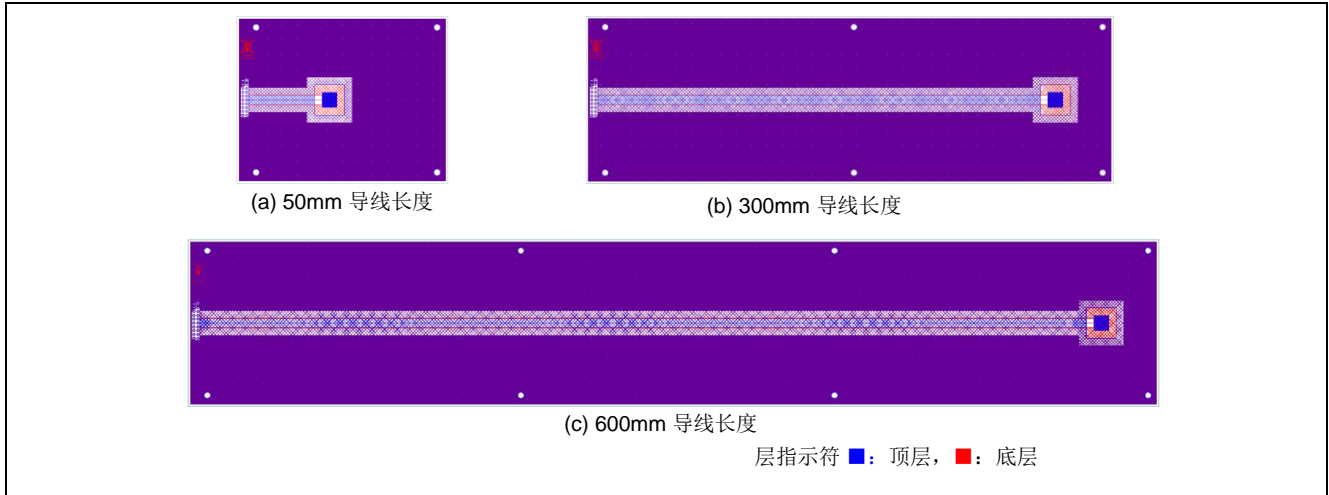 (a) 50mm 导线长度
(b) 300mm 导线长度
(c) 600mm 导线长度
层指示符 ■：顶层，■：底层